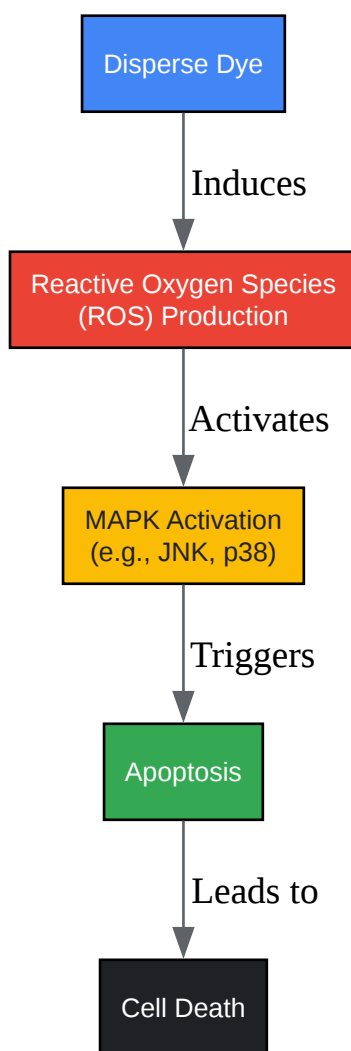 Disperse Dye
Induces
Reactive Oxygen Species
(ROS) Production
Activates
MAPK Activation
(e.g., JNK, p38)
Triggers
Apoptosis
Leads to
Cell Death